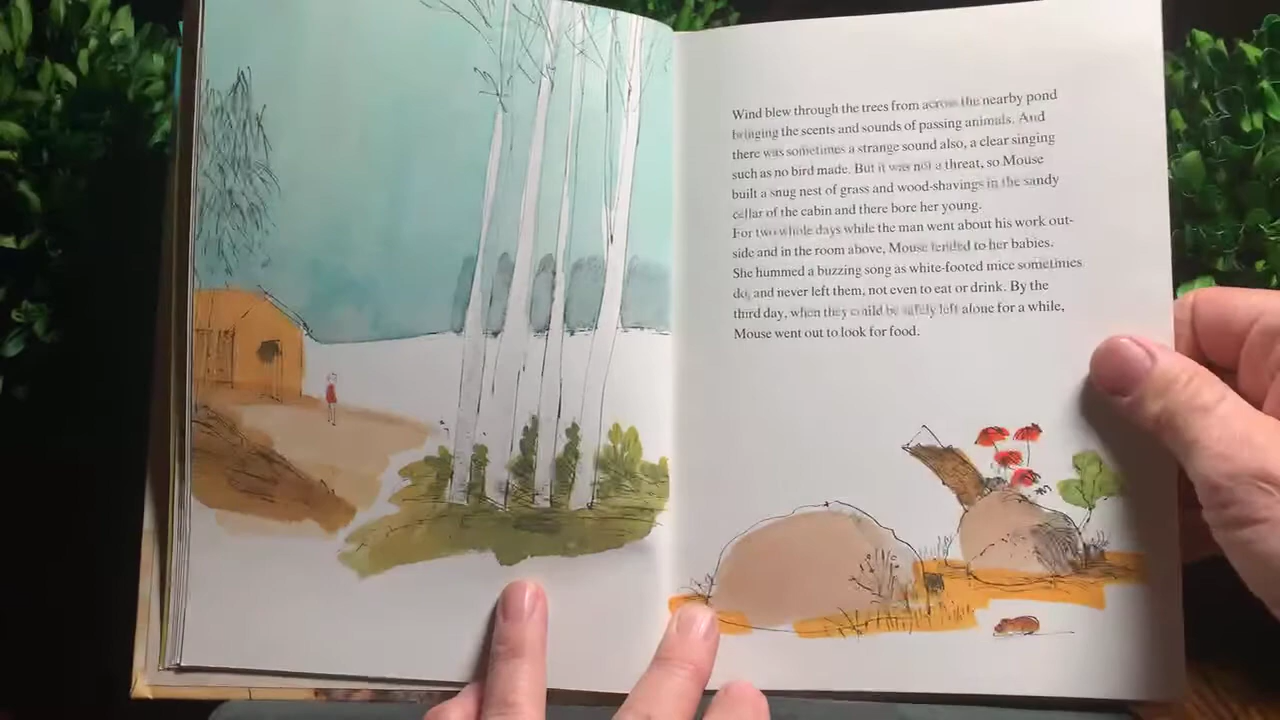 Wind blew through the trees from across the nearby pond
bringing the scents and sounds of passing animals. And
there was sometimes a strange sound also, a clear singing
such as no bird made. But it was not a threat, so Mouse
built a snug nest of grass and wood-shavings in the sandy
cellar of the cabin and there bore her young.
For two whole days while the man went about his work out-
side and in the room above, Mouse tended to her babies.
She hummed a buzzing song as white-footed mice sometimes
do, and never left them, not even to eat or drink. By the
third day, when they could be safely left alone for a while,
Mouse went out to look for food.